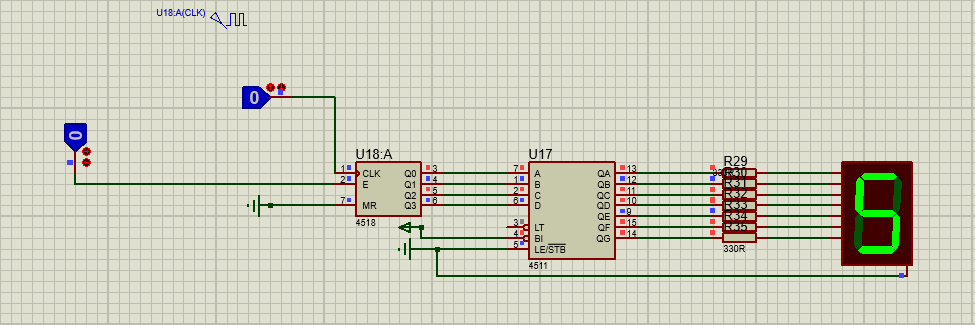 U18:A(CLK)
0
0
U18:A
1 CLK Q0 3
2 E Q1 4
Q2 5
7 MR Q3 6
4518
U17
7 A QA 13
1 B QB 12
2 C QC 11
6 D QD 10
QE 9
3 LT QF 15
4 BI QG 14
5 LE/STB
4511
R29
R30
R31
R32
R33
R34
R35
330R
5